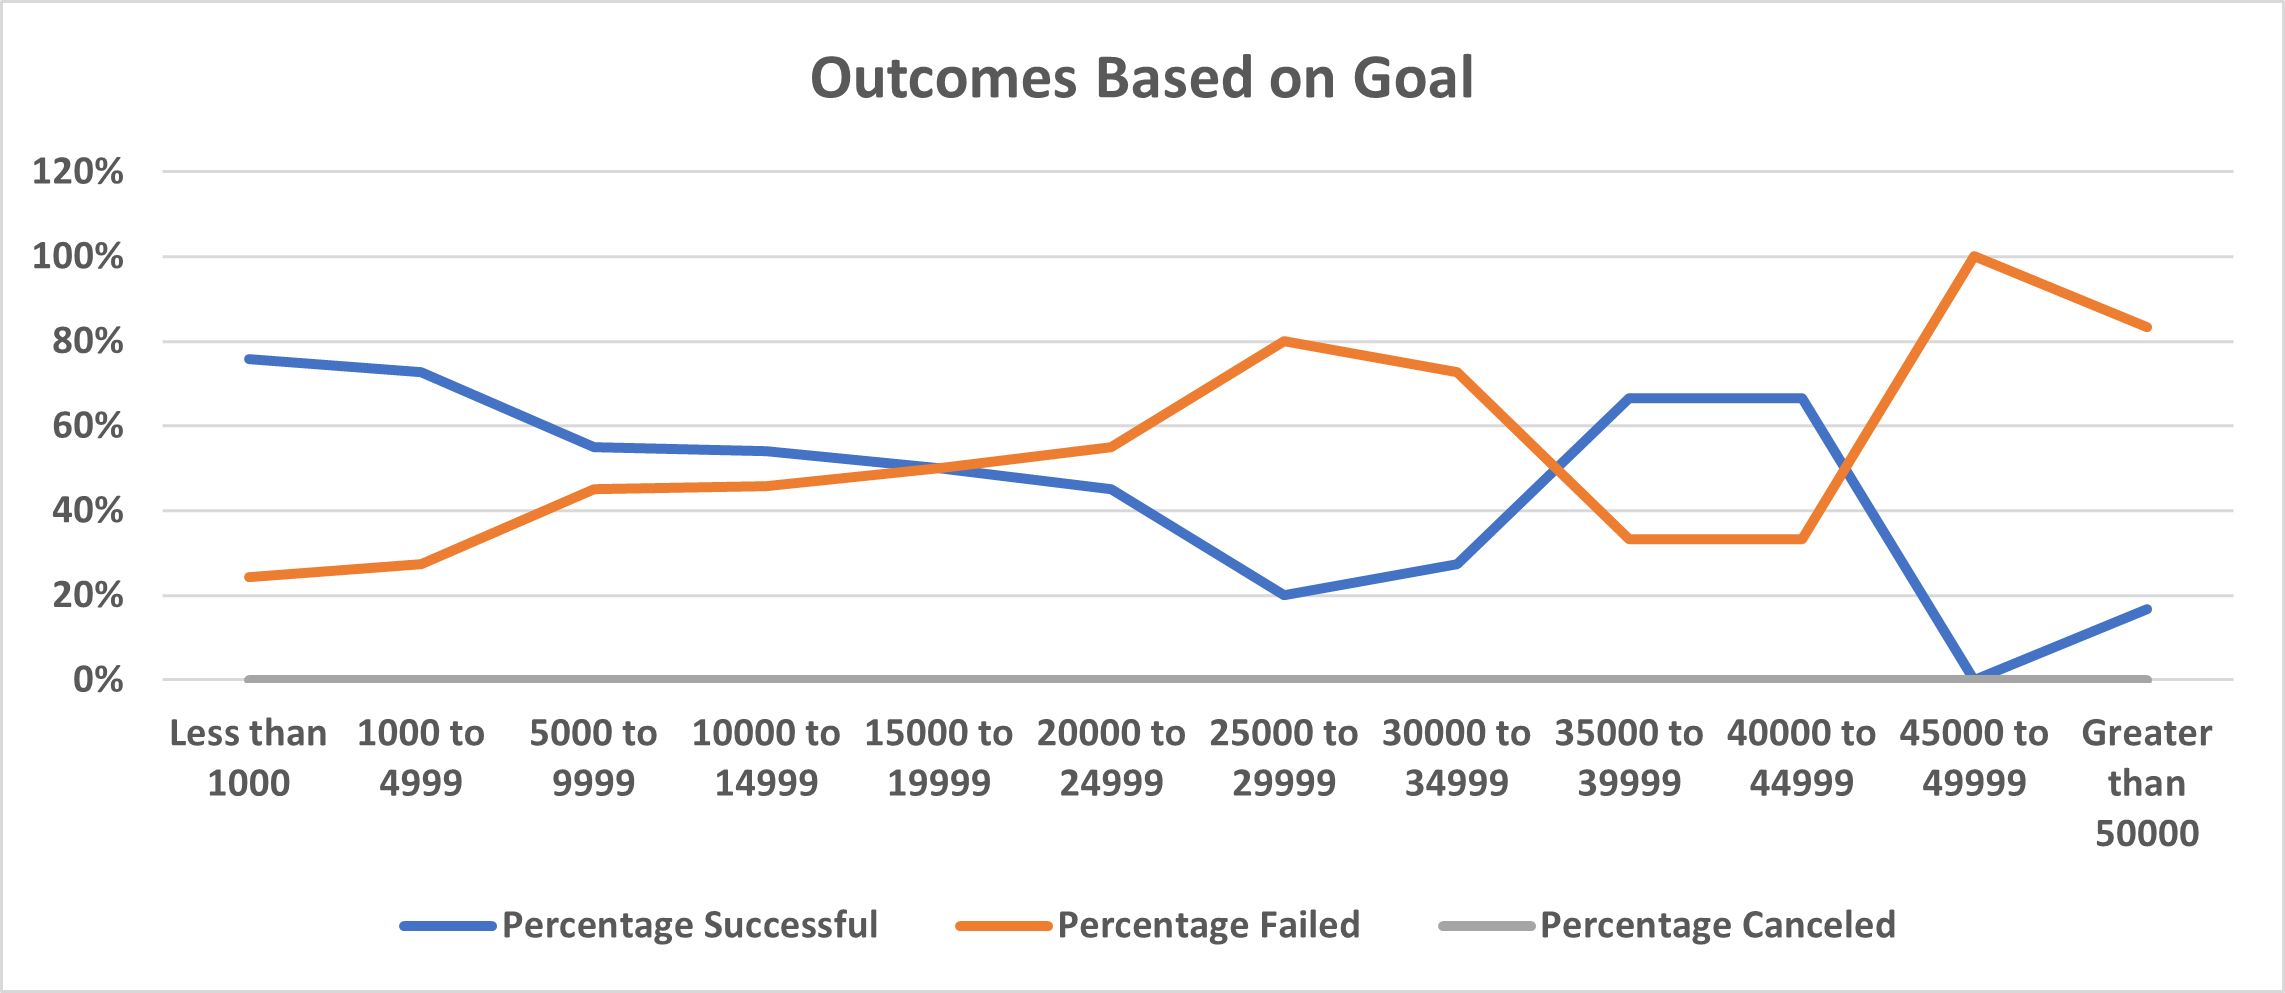 Outcomes Based on Goal
120%
100%
80%
60%
40%
20%
0%
Less than
1000
1000 to
4999
5000 to
9999
10000 to
14999
15000 to
19999
20000 to
24999
25000 to
29999
30000 to
34999
35000 to
39999
40000 to
44999
45000 to
49999
Greater
than
50000
Percentage Successful
Percentage Failed
Percentage Canceled